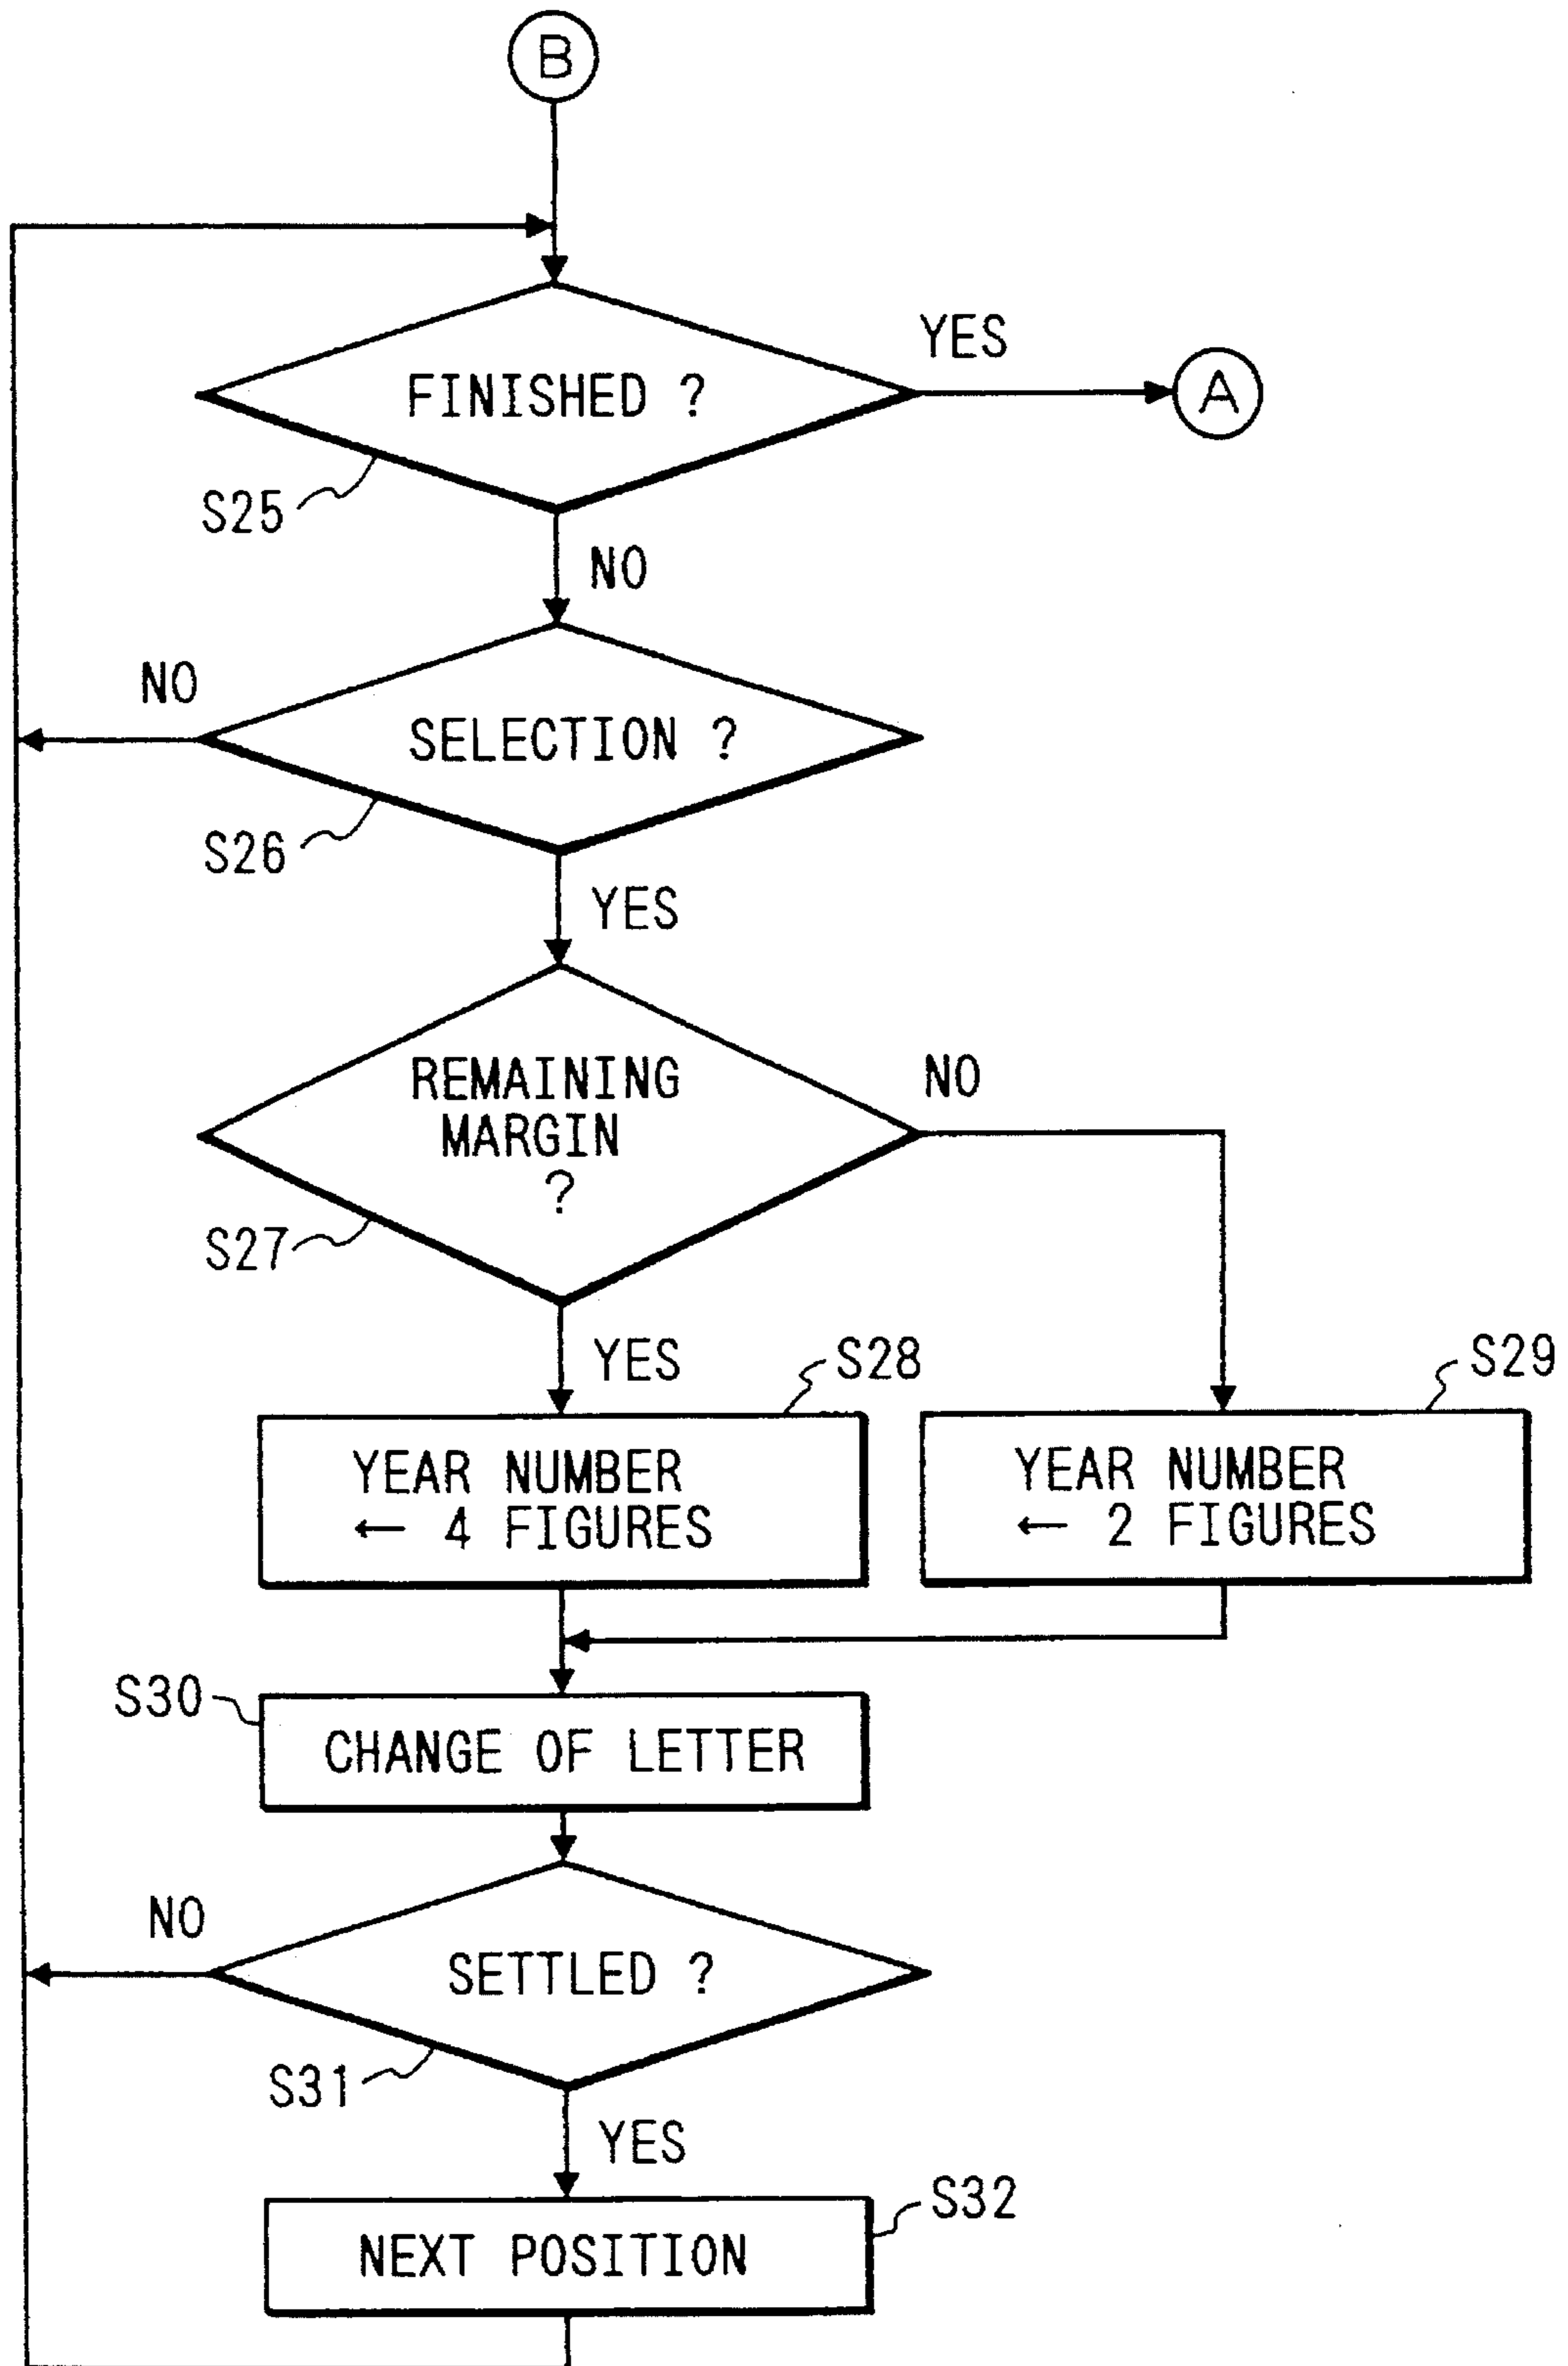 B
YES
FINISHED ?
A
S25
NO
NO
SELECTION ?
S26
YES
REMAINING
MARGIN
?
NO
S27
YES
S28
S29
YEAR NUMBER
← 4 FIGURES
YEAR NUMBER
← 2 FIGURES
S30
CHANGE OF LETTER
NO
SETTLED ?
S31
YES
S32
NEXT POSITION